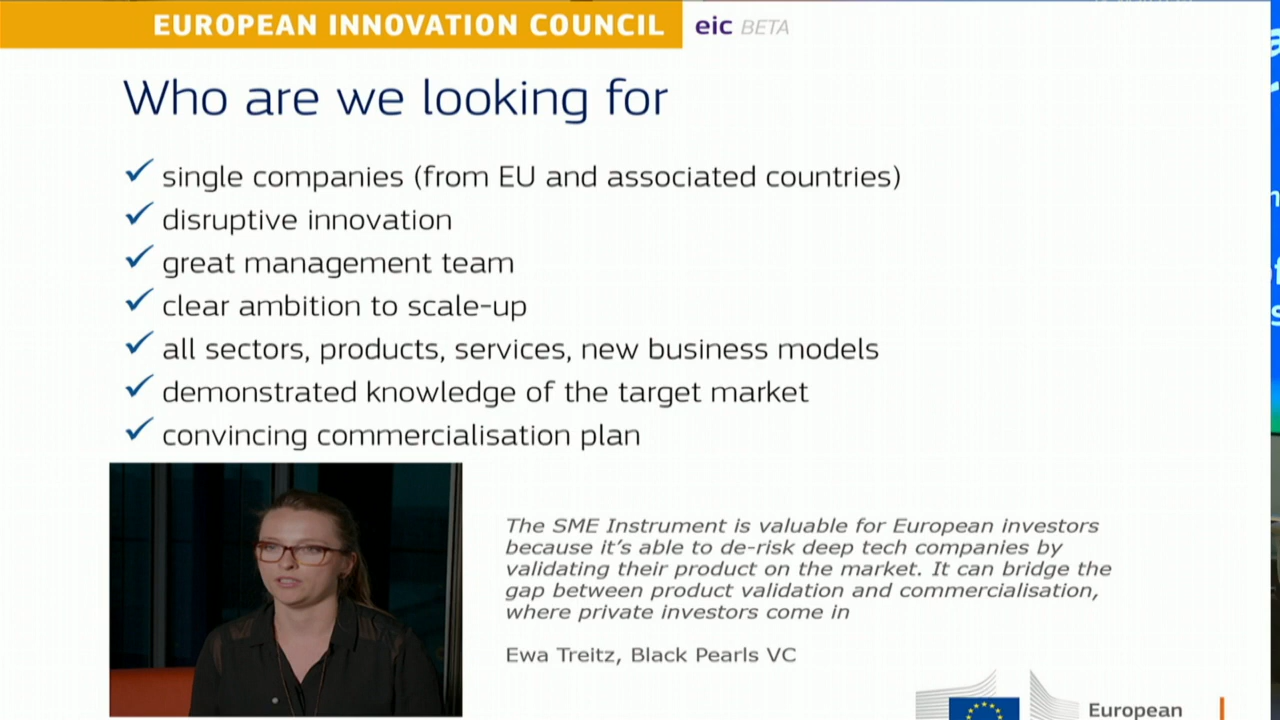 EUROPEAN INNOVATION COUNCIL
eic BETA
Who are we looking for
single companies (from EU and associated countries)
disruptive innovation
great management team
clear ambition to scale-up
all sectors, products, services, new business models
demonstrated knowledge of the target market
convincing commercialisation plan
The SME Instrument is valuable for European investors
because it's able to de-risk deep tech companies by
validating their product on the market. It can bridge the
gap between product validation and commercialisation,
where private investors come in
Ewa Treitz, Black Pearls VC
European